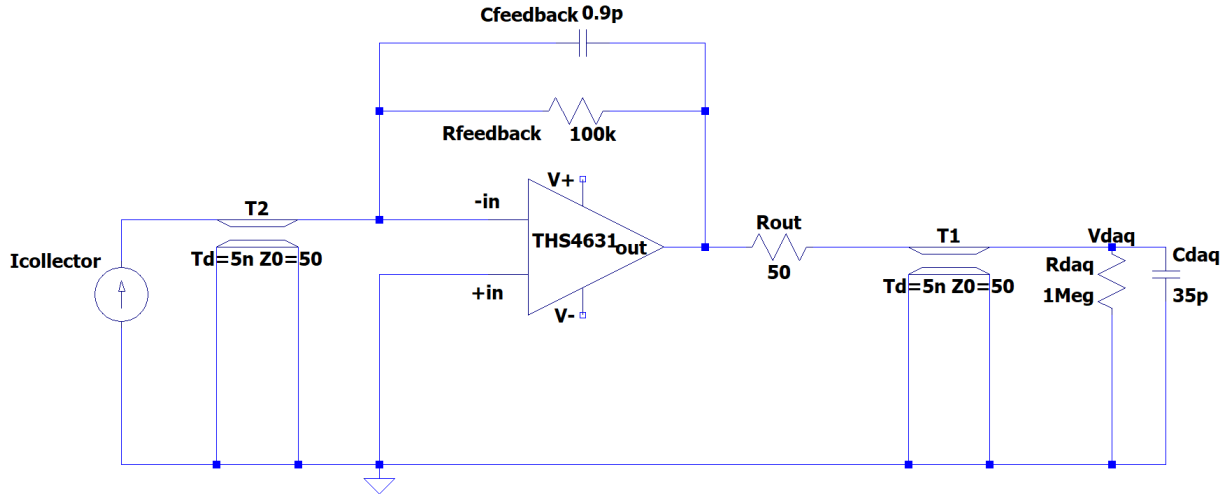 Cfeedback 0.9p
Rfeedback 100k
V+
-in
T2
THS4631
out
Rout
T1
Vdaq
Cdaq
Icollector
Td=5n Z0=50
50
Rdaq
+in
Td=5n Z0=50
1Meg
35p
V-